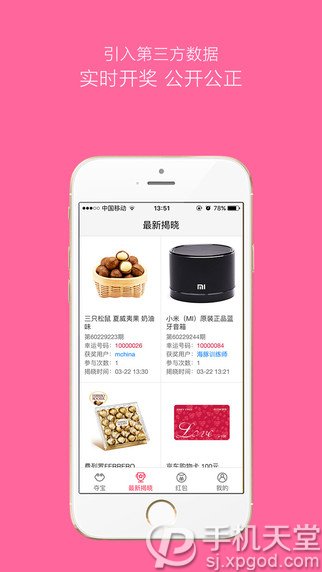 引入第三方数据
实时开奖 公开公正
中国移动
13:51
78%
最新揭晓
mi
三只松鼠 夏威夷果 奶油味
第60229223期
幸运号码：10000026
获奖用户：mchina
参与次数：1
揭晓时间：03-22 13:30
小米（MI）原装正品蓝牙音箱
第60229244期
幸运号码：10000084
获奖用户：海豚训练师
参与次数：1
揭晓时间：03-22 13:21
Love
费列罗FERRERO
京东购物卡 100元
夺宝
最新揭晓
红包
我的
手机天堂
sj.xpgod.com